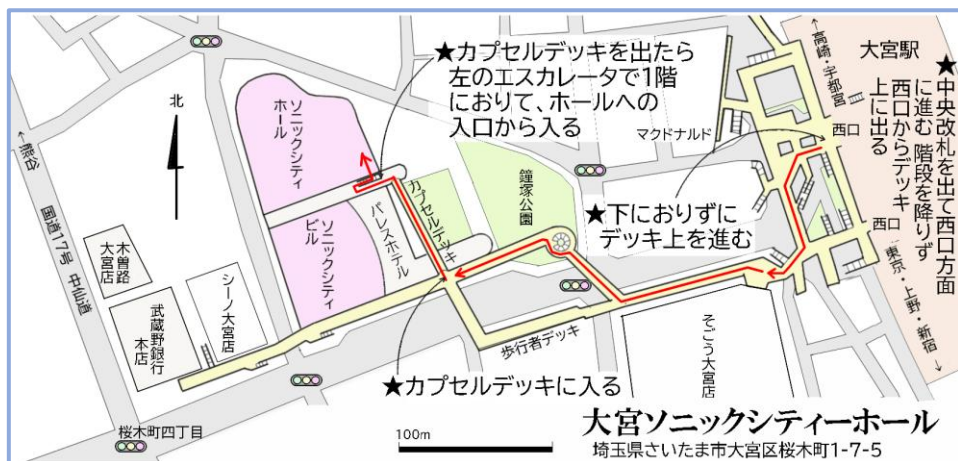 ★カプセルデッキを出たら
左のエスカレータで1階
におりて、ホールへの
入口から入る
北
ソニックシティ
ホール
↑高崎・宇都宮
大宮駅
★中央改札を出て西口方面
に進む 階段を降りず
西口からデッキ
上に出る
マクドナルド
西口
←熊谷
国道17号 中仙道
カプセルデッキ
鐘塚公園
★下におりずに
デッキ上を進む
パレスホテル
ソニックシティ
ビル
西口
東京・上野・新宿→
木曽路
大宮店
シーノ大宮店
武蔵野銀行
本店
歩行者デッキ
そごう大宮店
★カプセルデッキに入る
桜木町四丁目
100m
大宮ソニックシティーホール
埼玉県さいたま市大宮区桜木町1-7-5